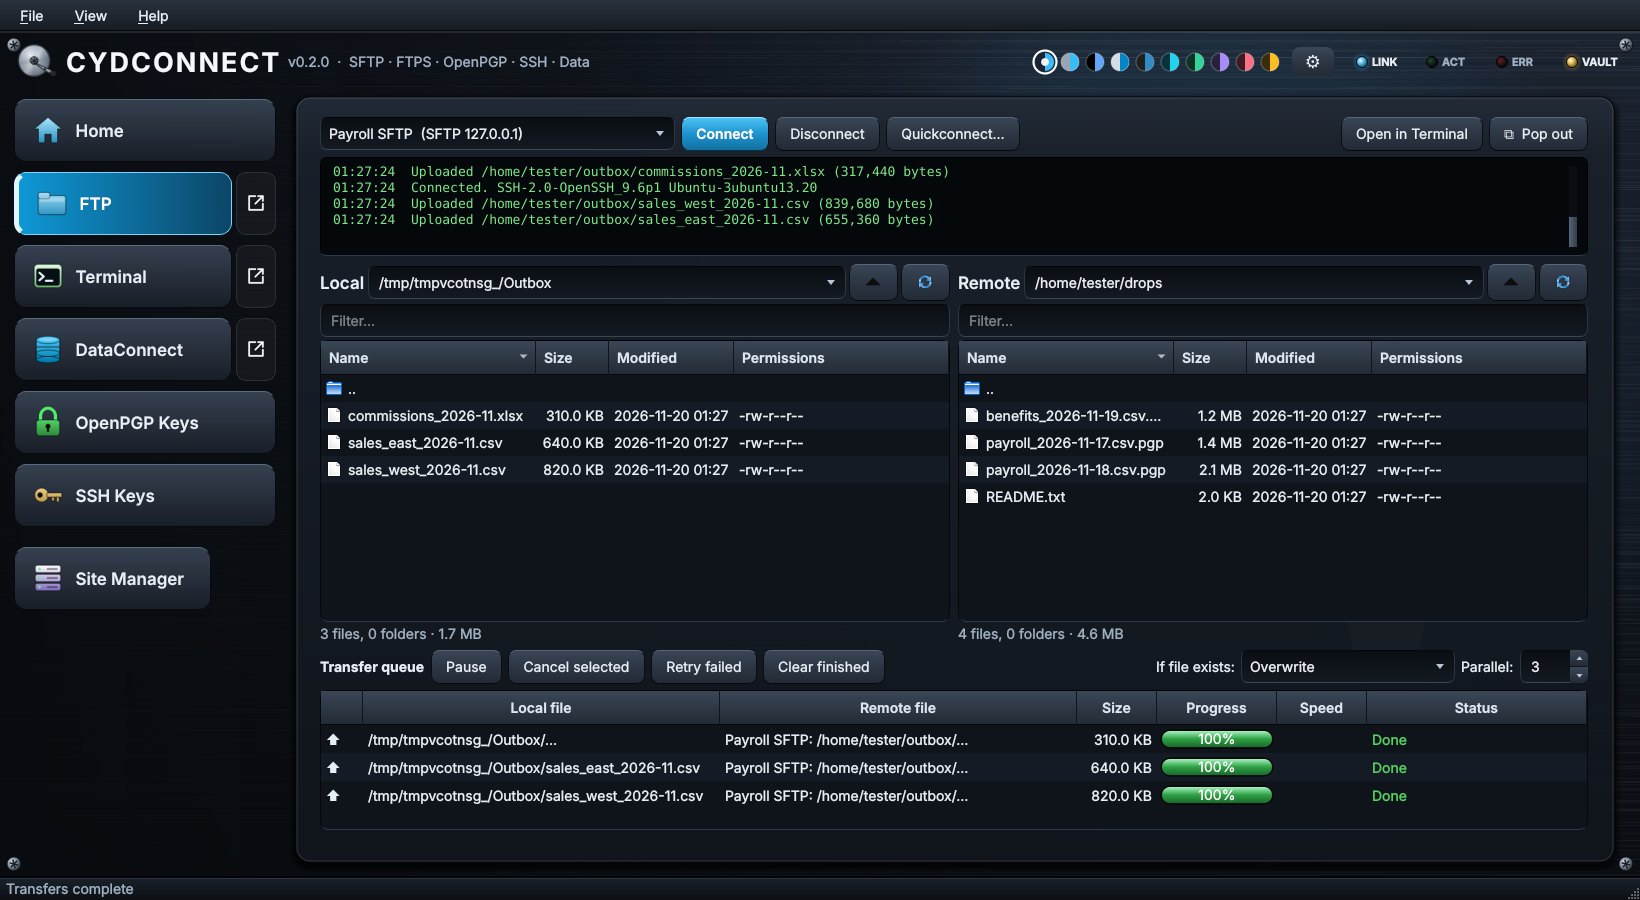 File View Help
CYDCONNECT v0.2.0 · SFTP · FTPS · OpenPGP · SSH · Data
LINK ACT ERR VAULT
Home
FTP
Terminal
DataConnect
OpenPGP Keys
SSH Keys
Site Manager
Payroll SFTP (SFTP 127.0.0.1) Connect Disconnect Quickconnect... Open in Terminal Pop out
01:27:24 Uploaded /home/tester/outbox/commissions_2026-11.xlsx (317,440 bytes)
01:27:24 Connected. SSH-2.0-OpenSSH_9.6p1 Ubuntu-3ubuntu13.20
01:27:24 Uploaded /home/tester/outbox/sales_west_2026-11.csv (839,680 bytes)
01:27:24 Uploaded /home/tester/outbox/sales_east_2026-11.csv (655,360 bytes)
Local /tmp/tmpvcotnsg_/Outbox
Filter...
Name Size Modified Permissions
..
commissions_2026-11.xlsx 310.0 KB 2026-11-20 01:27 -rw-r--r--
sales_east_2026-11.csv 640.0 KB 2026-11-20 01:27 -rw-r--r--
sales_west_2026-11.csv 820.0 KB 2026-11-20 01:27 -rw-r--r--
3 files, 0 folders · 1.7 MB
Remote /home/tester/drops
Filter...
Name Size Modified Permissions
..
benefits_2026-11-19.csv.... 1.2 MB 2026-11-20 01:27 -rw-r--r--
payroll_2026-11-17.csv.pgp 1.4 MB 2026-11-20 01:27 -rw-r--r--
payroll_2026-11-18.csv.pgp 2.1 MB 2026-11-20 01:27 -rw-r--r--
README.txt 2.0 KB 2026-11-20 01:27 -rw-r--r--
4 files, 0 folders · 4.6 MB
Transfer queue Pause Cancel selected Retry failed Clear finished If file exists: Overwrite Parallel: 3
Local file Remote file Size Progress Speed Status
/tmp/tmpvcotnsg_/Outbox/... Payroll SFTP: /home/tester/outbox/... 310.0 KB 100% Done
/tmp/tmpvcotnsg_/Outbox/sales_east_2026-11.csv Payroll SFTP: /home/tester/outbox/... 640.0 KB 100% Done
/tmp/tmpvcotnsg_/Outbox/sales_west_2026-11.csv Payroll SFTP: /home/tester/outbox/... 820.0 KB 100% Done
Transfers complete